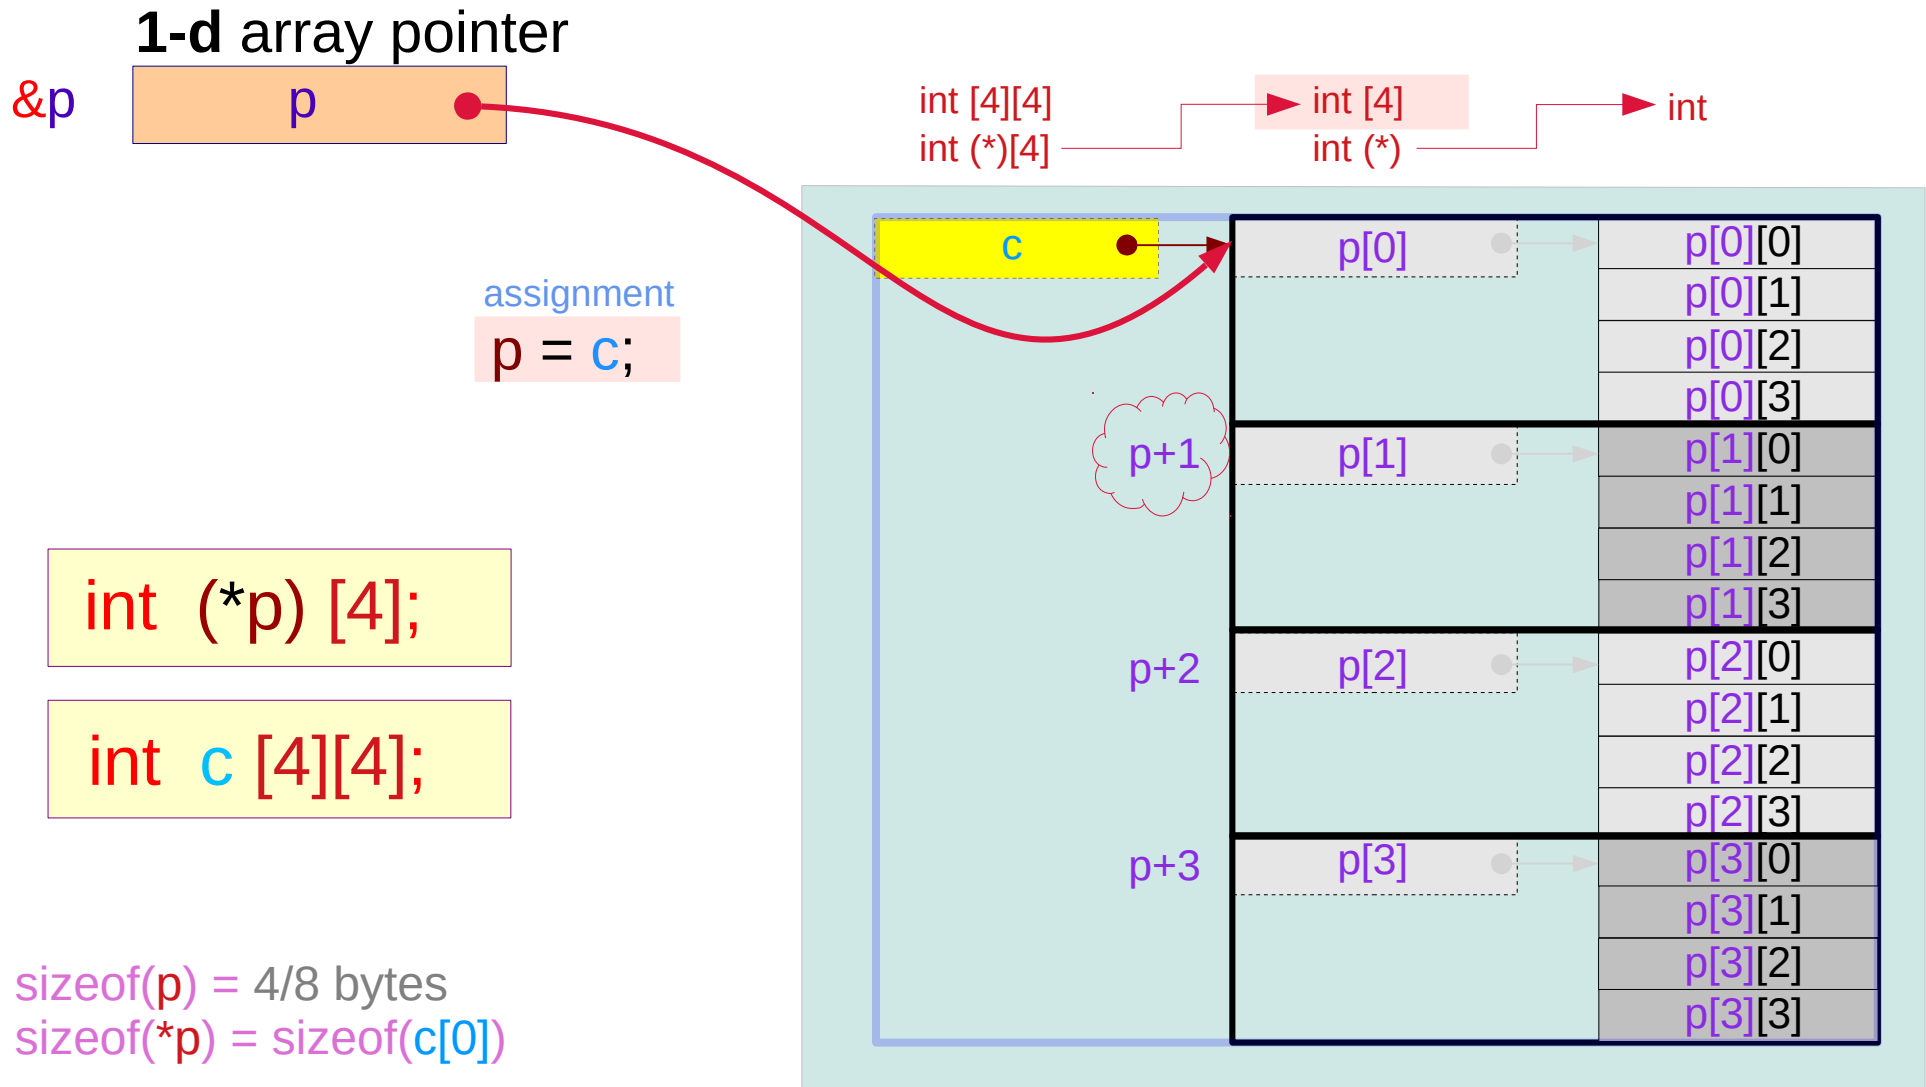 1-d array pointer
&p
p
int [4][4]
int [4]
int
int (*)[4]
int (*)
c
assignment
p = c;
int (*p) [4];
int c [4][4];
sizeof(p) = 4/8 bytes
sizeof(*p) = sizeof(c[0])
p[0]
p[0][0]
p[0][1]
p[0][2]
p[0][3]
p+1
p[1]
p[1][0]
p[1][1]
p[1][2]
p[1][3]
p+2
p[2]
p[2][0]
p[2][1]
p[2][2]
p[2][3]
p+3
p[3]
p[3][0]
p[3][1]
p[3][2]
p[3][3]